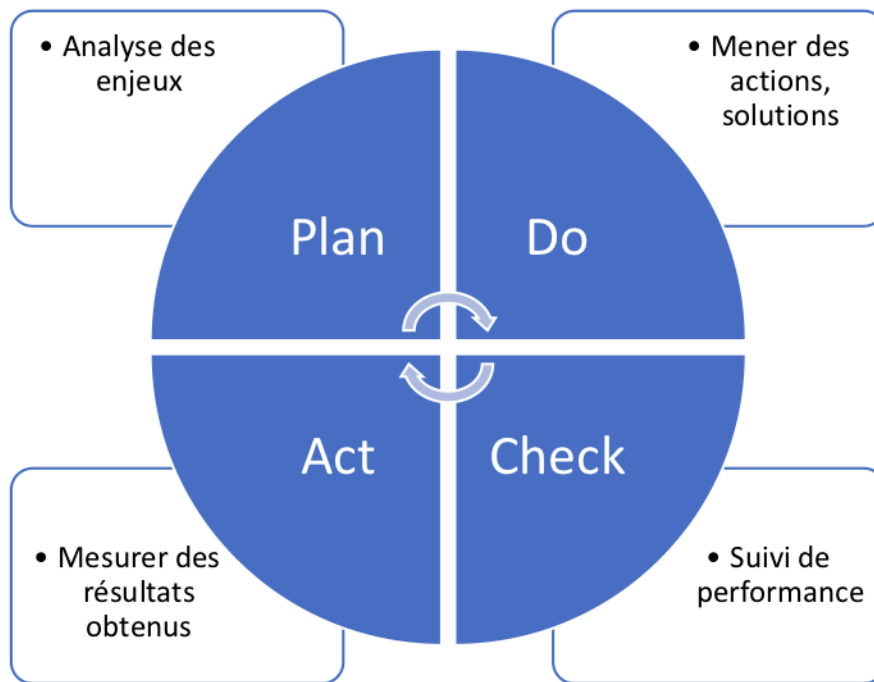 • Analyse des
enjeux
• Mener des
actions,
solutions
Plan
Do
Act
Check
• Mesurer des
résultats
obtenus
• Suivi de
performance